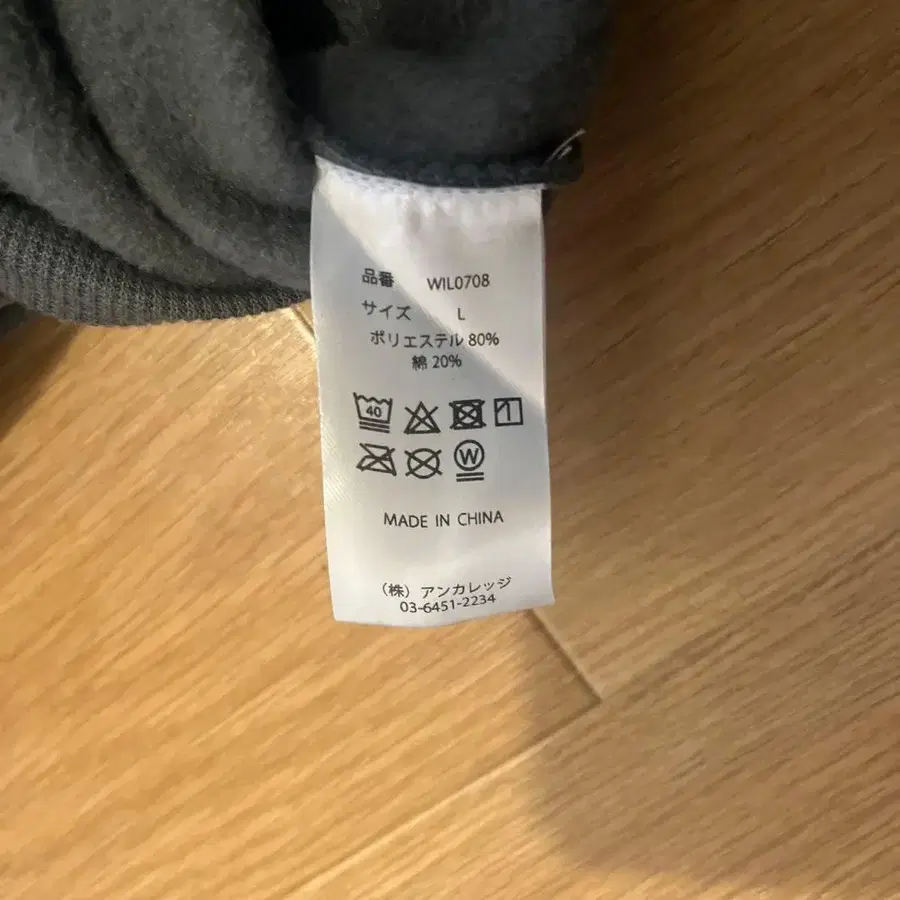 品番 WIL0708
サイズ L
ポリエステル 80%
綿 20%
40
W
MADE IN CHINA
（株）アンカレッジ
03-6451-2234